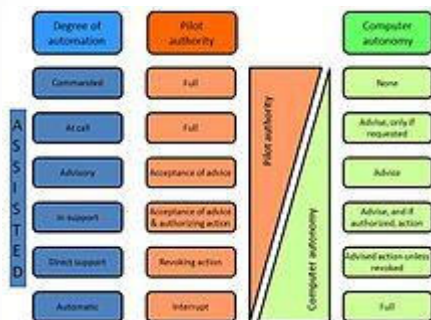 Degree of
automation
Pilot
authority
Computer
autonomy
Commanded
Full
None
ASSISTED
At call
Full
Advise, only if
requested
Advisory
Acceptance of advice
Advice
In support
Acceptance of advice
& authorizing action
Advise, and if
authorized, action
Direct support
Revoking action
Advised action unless
revoked
Automatic
Interrupt
Full
Pilot authority
Computer autonomy